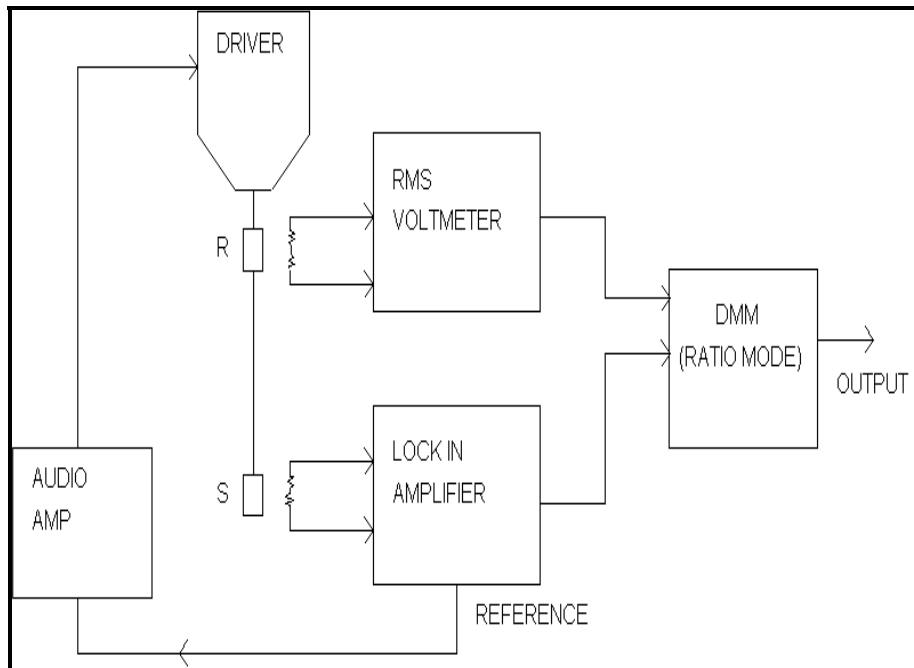 DRIVER
R
RMS
VOLTMETER
DMM
(RATIO MODE)
OUTPUT
S
LOCK IN
AMPLIFIER
AUDIO
AMP
REFERENCE